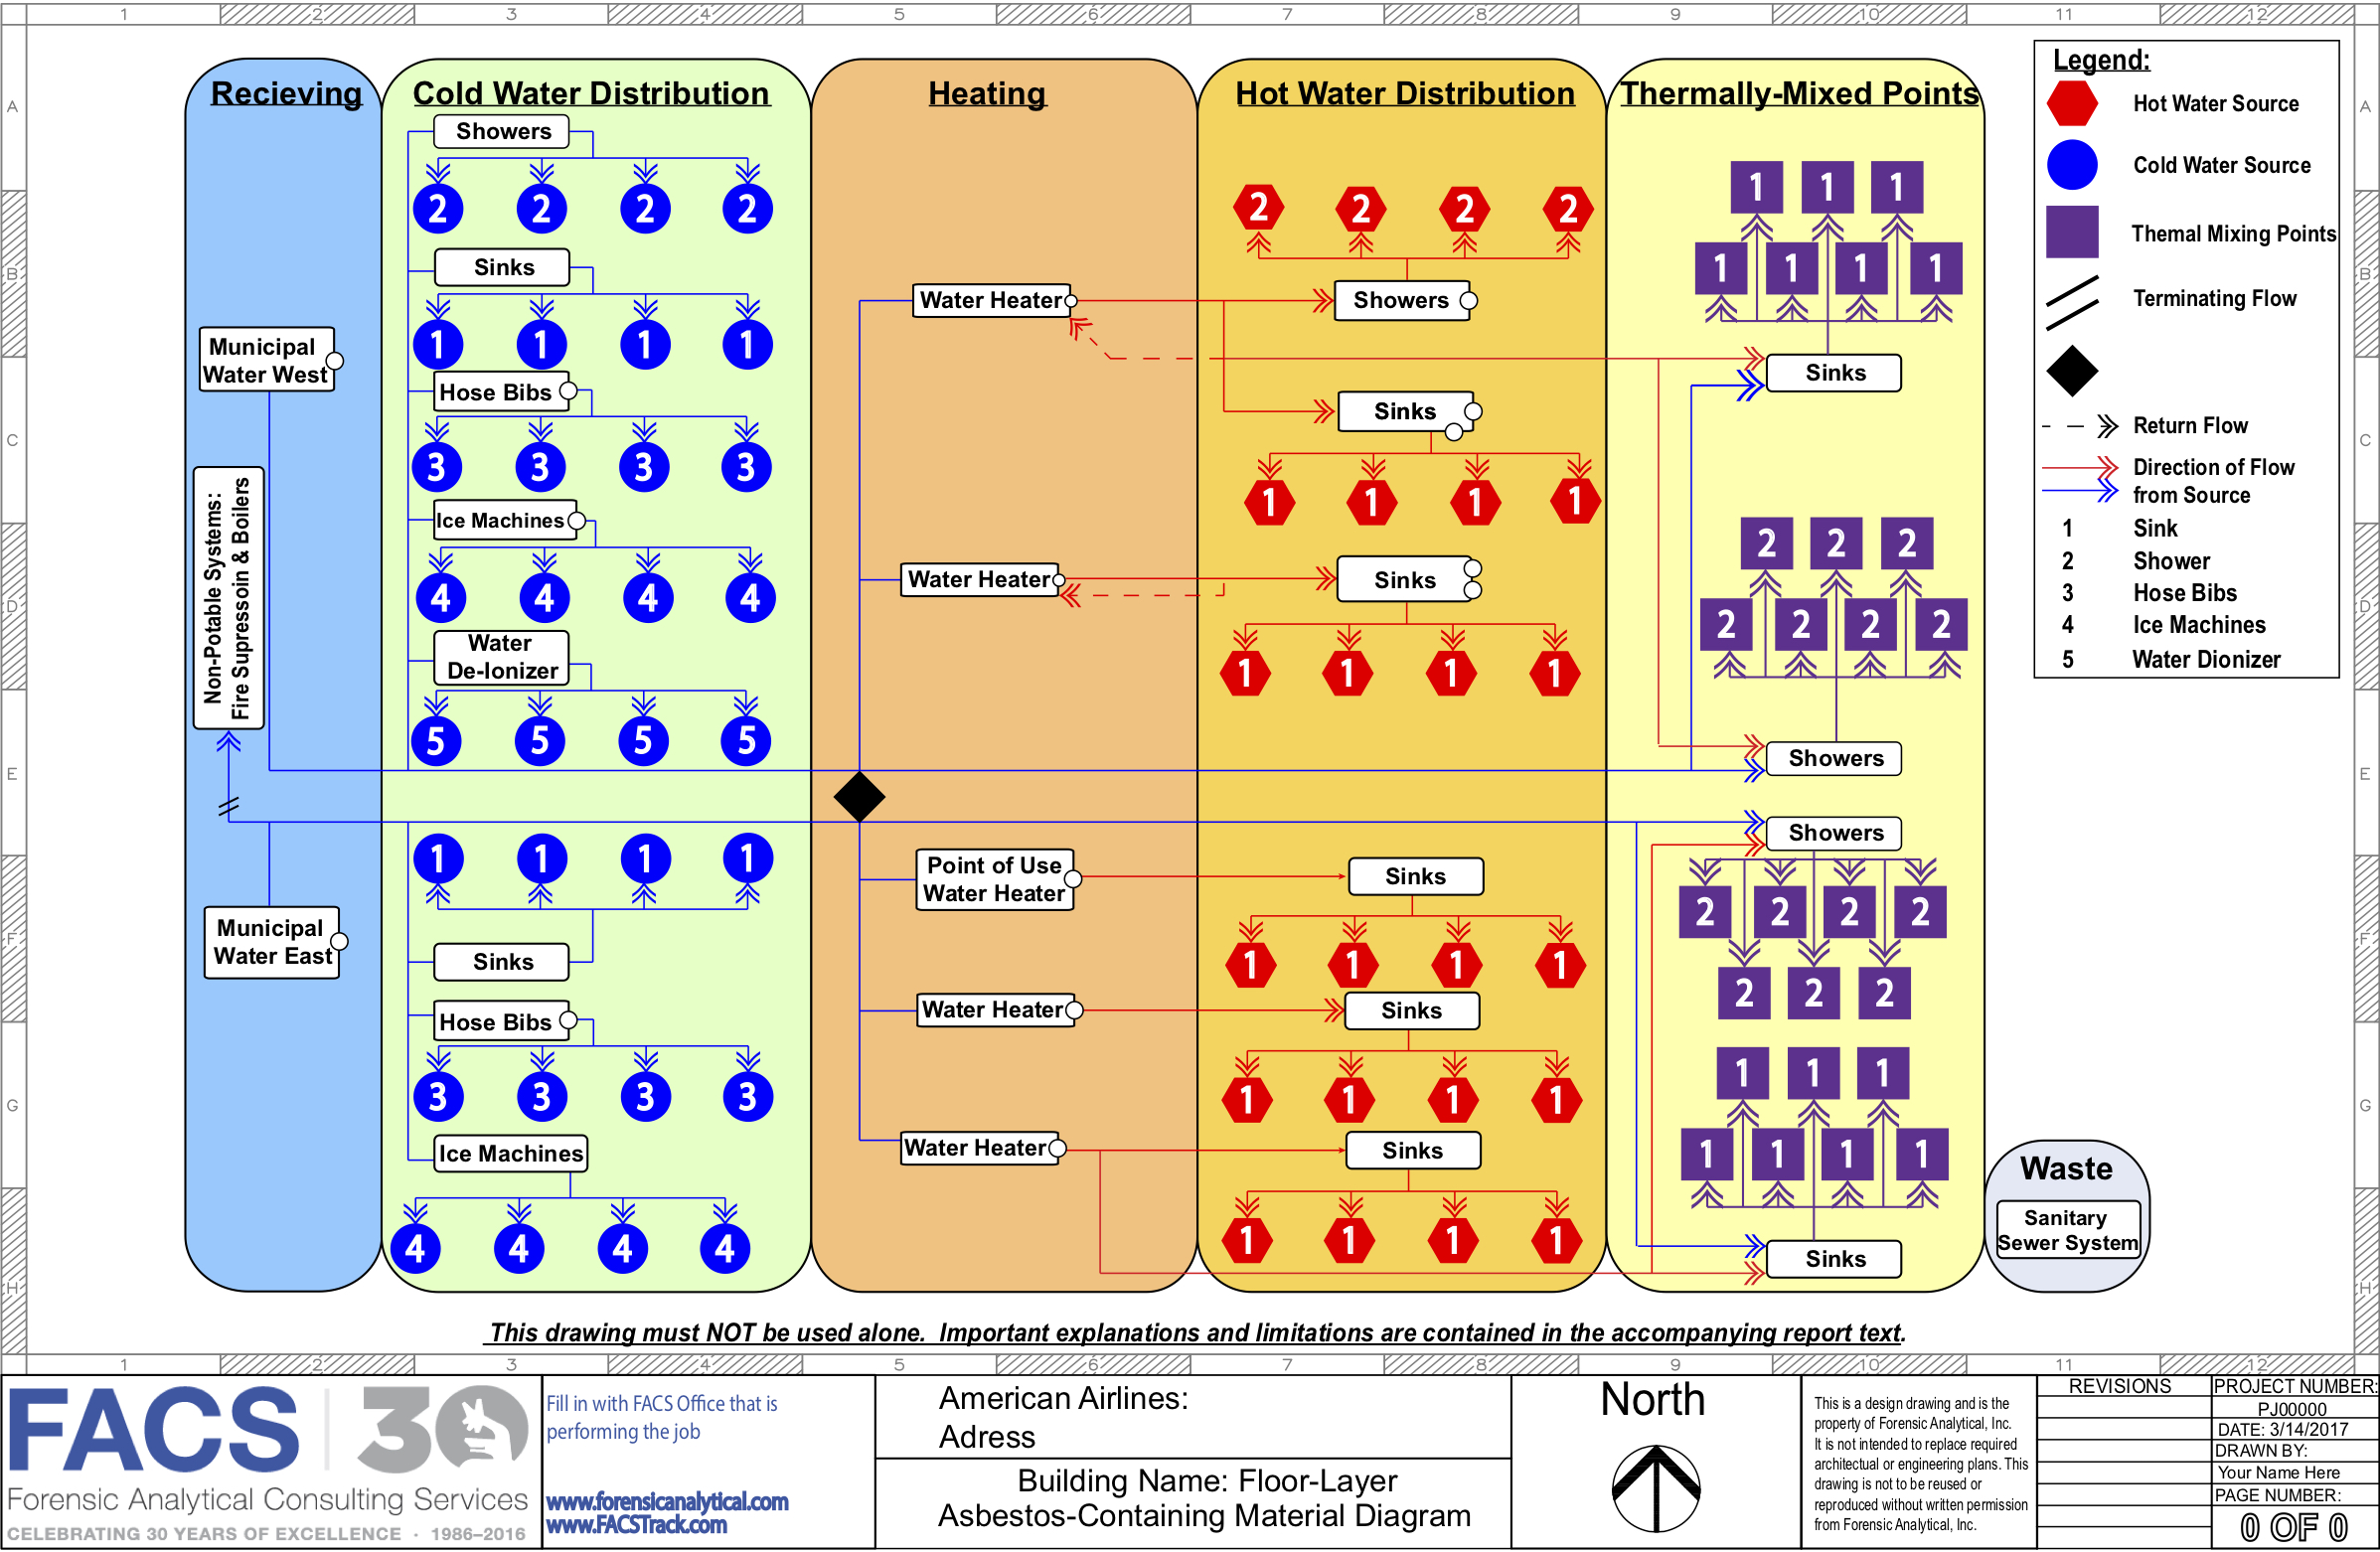 1 2 3 4 5 6 7 8 9 10 11 12
A
B
C
D
E
F
G
H
A
B
C
D
E
F
G
H
Recieving
Municipal
Water West
Non-Potable Systems:
Fire Supressoin & Boilers
Municipal
Water East
Cold Water Distribution
Showers
2 2 2 2
Sinks
1 1 1 1
Hose Bibs
3 3 3 3
Ice Machines
4 4 4 4
Water
De-Ionizer
5 5 5 5
1 1 1 1
Sinks
Hose Bibs
3 3 3 3
Ice Machines
4 4 4 4
Heating
Water Heater
Water Heater
Point of Use
Water Heater
Water Heater
Water Heater
Hot Water Distribution
2 2 2 2
Showers
Sinks
1 1 1 1
Sinks
1 1 1 1
Sinks
1 1 1 1
Sinks
1 1 1 1
Sinks
1 1 1 1
Thermally-Mixed Points
1 1 1
1 1 1 1
Sinks
2 2 2
2 2 2 2
Showers
Showers
2 2 2 2
2 2 2
1 1 1
1 1 1 1
Sinks
Legend:
Hot Water Source
Cold Water Source
Themal Mixing Points
Terminating Flow
Return Flow
Direction of Flow
from Source
1 Sink
2 Shower
3 Hose Bibs
4 Ice Machines
5 Water Dionizer
Waste
Sanitary
Sewer System
This drawing must NOT be used alone. Important explanations and limitations are contained in the accompanying report text.
1 2 3 4 5 6 7 8 9 10 11 12
FACS 30
Forensic Analytical Consulting Services
CELEBRATING 30 YEARS OF EXCELLENCE · 1986–2016
Fill in with FACS Office that is
performing the job
www.forensicanalytical.com
www.FACSTrack.com
American Airlines:
Adress
Building Name: Floor-Layer
Asbestos-Containing Material Diagram
North
This is a design drawing and is the
property of Forensic Analytical, Inc.
It is not intended to replace required
architectual or engineering plans. This
drawing is not to be reused or
reproduced without written permission
from Forensic Analytical, Inc.
REVISIONS
PROJECT NUMBER:
PJ00000
DATE: 3/14/2017
DRAWN BY:
Your Name Here
PAGE NUMBER:
0 OF 0